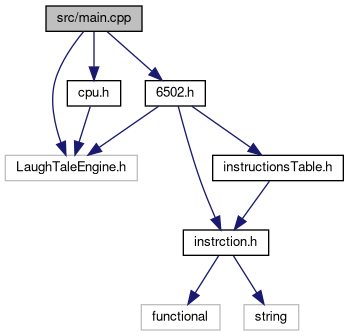 src/main.cpp
cpu.h
6502.h
LaughTaleEngine.h
instructionsTable.h
instrction.h
functional
string